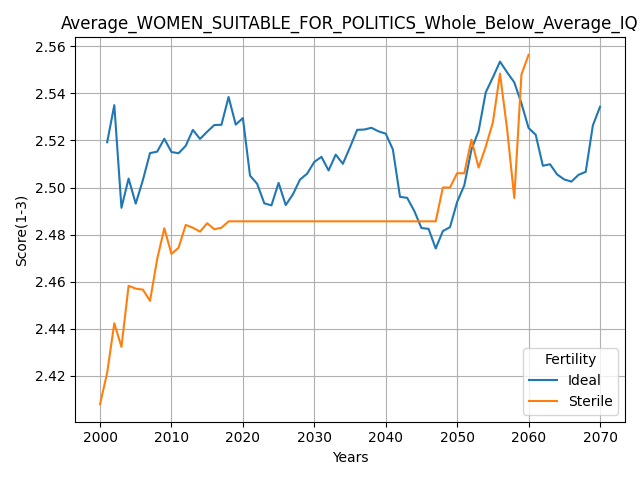 Average_WOMEN_SUITABLE_FOR_POLITICS_Whole_Below_Average_IQ
2.56
2.54
2.52
2.50
2.48
2.46
2.44
2.42
Score(1-3)
Fertility
Ideal
Sterile
2000 2010 2020 2030 2040 2050 2060 2070
Years